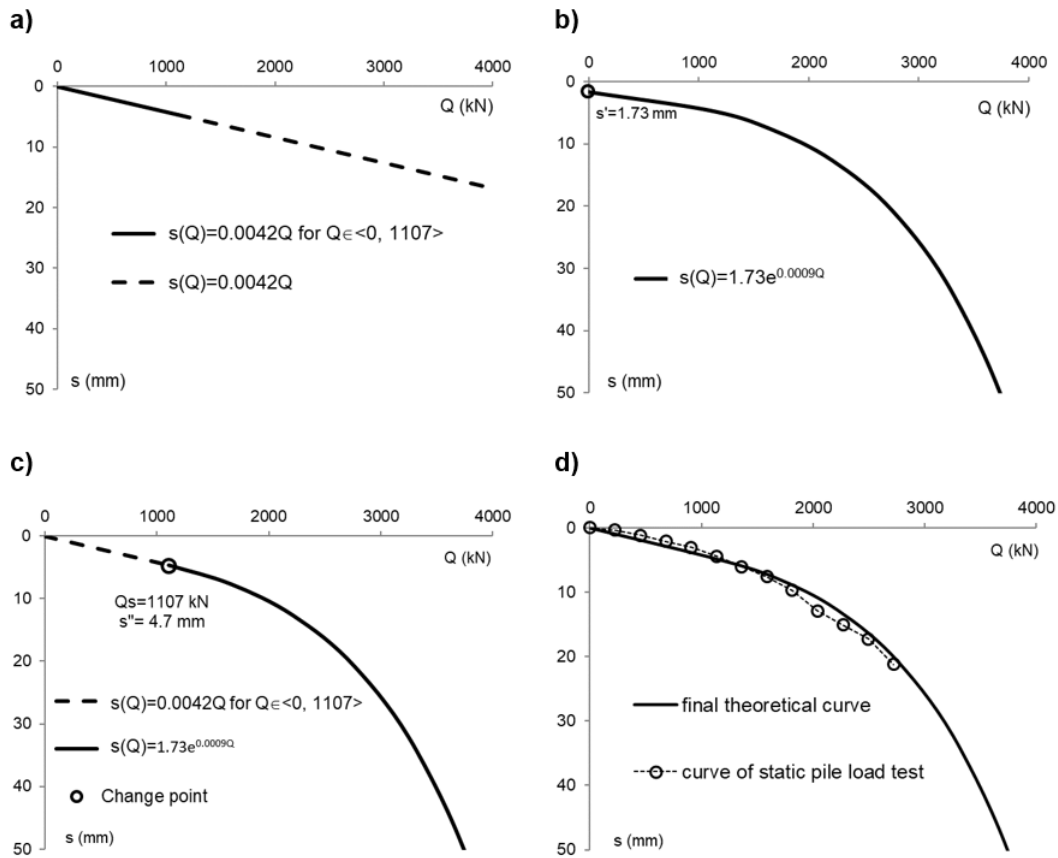 a)
0 1000 2000 3000 4000
0
Q (kN)
10
20
s(Q)=0.0042Q for Q∈<0, 1107>
30
s(Q)=0.0042Q
40
50
s (mm)
b)
0 1000 2000 3000 4000
0
s'=1.73 mm
Q (kN)
10
20
30
s(Q)=1.73e^0.0009Q
40
50
s (mm)
c)
0 1000 2000 3000 4000
0
Q (kN)
10
Qs=1107 kN
s"= 4.7 mm
20
s(Q)=0.0042Q for Q∈<0, 1107>
30
s(Q)=1.73e^0.0009Q
40
Change point
50
s (mm)
d)
0 1000 2000 3000 4000
0
Q (kN)
10
20
final theoretical curve
30
curve of static pile load test
40
50
s (mm)